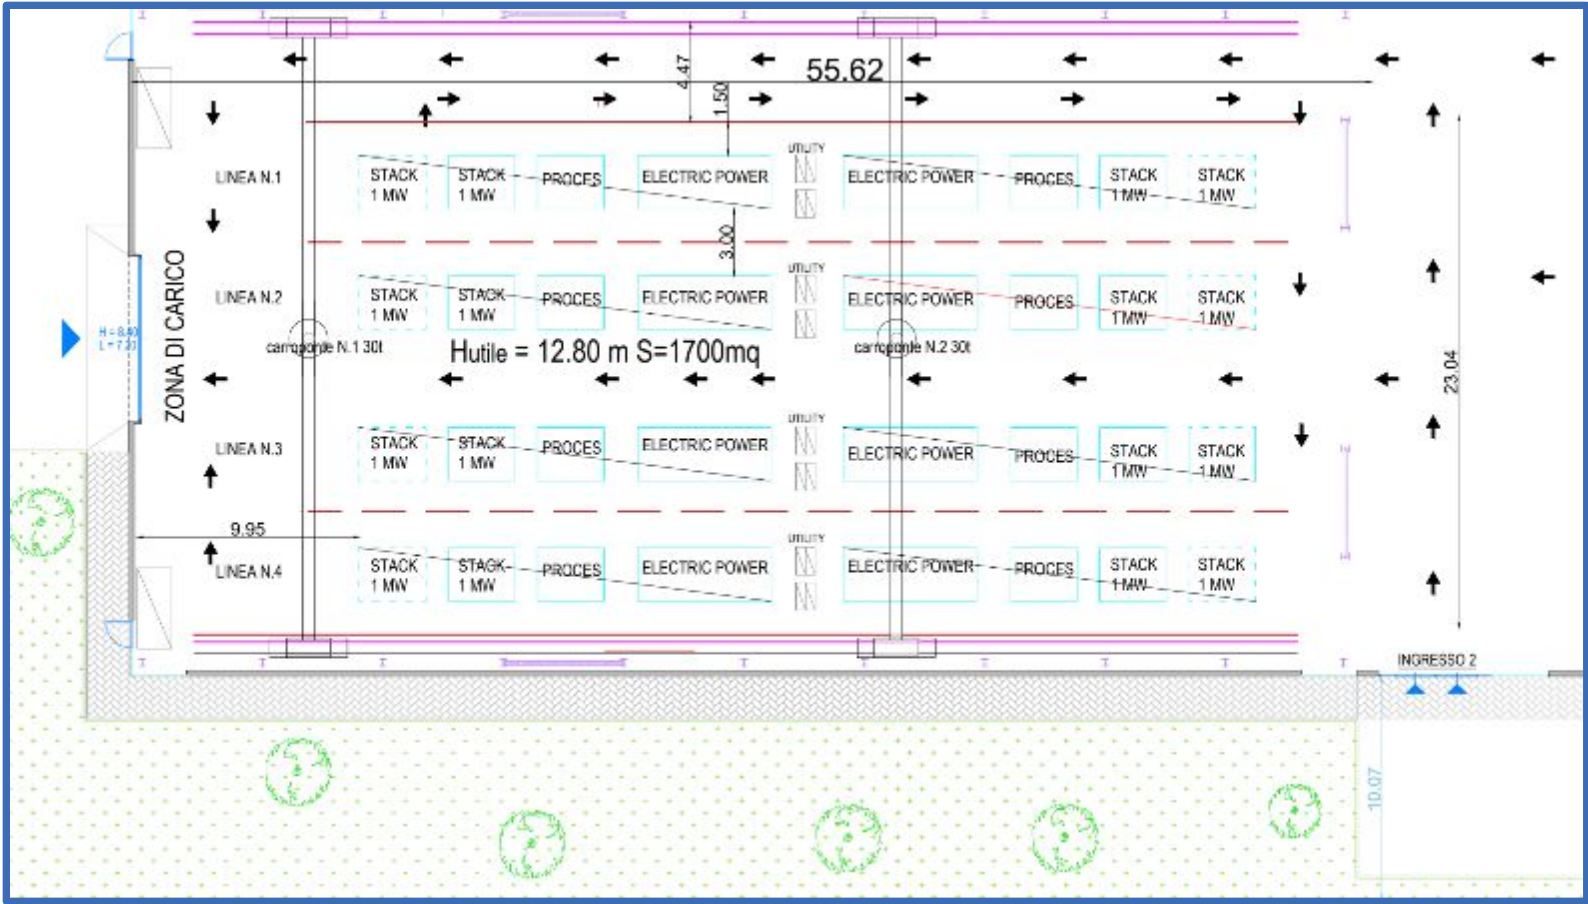 55.62
4.47
1.50
UTILITY
LINEA N.1
STACK
1 MW
STACK
1 MW
PROCES
ELECTRIC POWER
ELECTRIC POWER
PROCES
STACK
1 MW
STACK
1 MW
3.00
UTILITY
ZONA DI CARICO
LINEA N.2
STACK
1 MW
STACK
1 MW
PROCES
ELECTRIC POWER
ELECTRIC POWER
PROCES
STACK
1 MW
STACK
1 MW
H = 8.40
L = 7.20
carroponte N.1 30t
Hutile = 12.80 m S=1700mq
carroponte N.2 30t
23.04
UTILITY
LINEA N.3
STACK
1 MW
STACK
1 MW
PROCES
ELECTRIC POWER
ELECTRIC POWER
PROCES
STACK
1 MW
STACK
1 MW
9.95
UTILITY
LINEA N.4
STACK
1 MW
STACK
1 MW
PROCES
ELECTRIC POWER
ELECTRIC POWER
PROCES
STACK
1 MW
STACK
1 MW
INGRESSO 2
10.07